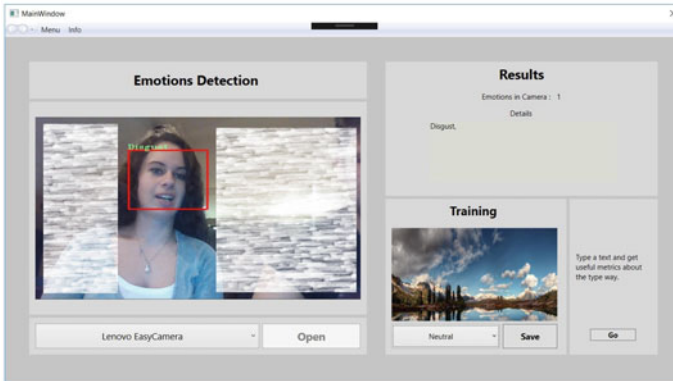 MainWindow
Menu Info
Emotions Detection
Disgust
Lenovo EasyCamera
Open
Results
Emotions in Camera : 1
Details
Disgust,
Training
Neutral
Save
Type a text and get
useful metrics about
the type way.
Go